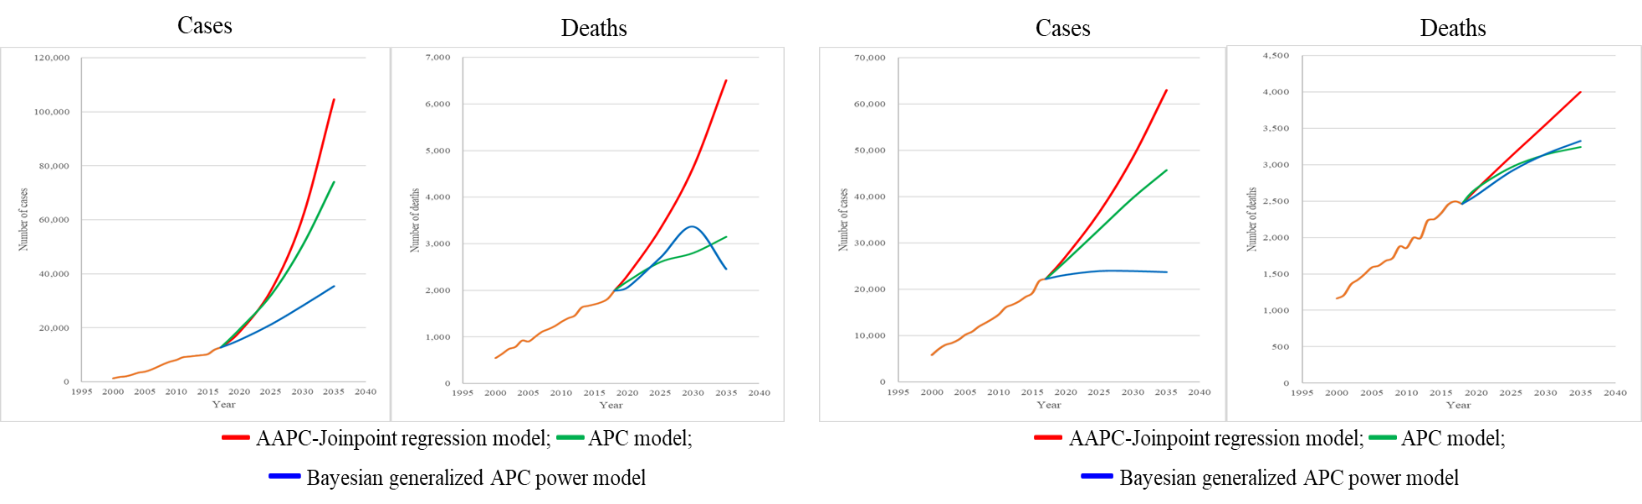 Cases
Deaths
120,000
100,000
80,000
60,000
40,000
20,000
0
Number of cases
1995 2000 2005 2010 2015 2020 2025 2030 2035 2040
Year
7,000
6,000
5,000
4,000
3,000
2,000
1,000
0
Number of deaths
1995 2000 2005 2010 2015 2020 2025 2030 2035 2040
Year
AAPC-Joinpoint regression model; APC model;
Bayesian generalized APC power model
Cases
Deaths
70,000
60,000
50,000
40,000
30,000
20,000
10,000
0
Number of cases
1995 2000 2005 2010 2015 2020 2025 2030 2035 2040
Year
4,500
4,000
3,500
3,000
2,500
2,000
1,500
1,000
500
0
Number of deaths
1995 2000 2005 2010 2015 2020 2025 2030 2035 2040
Year
AAPC-Joinpoint regression model; APC model;
Bayesian generalized APC power model